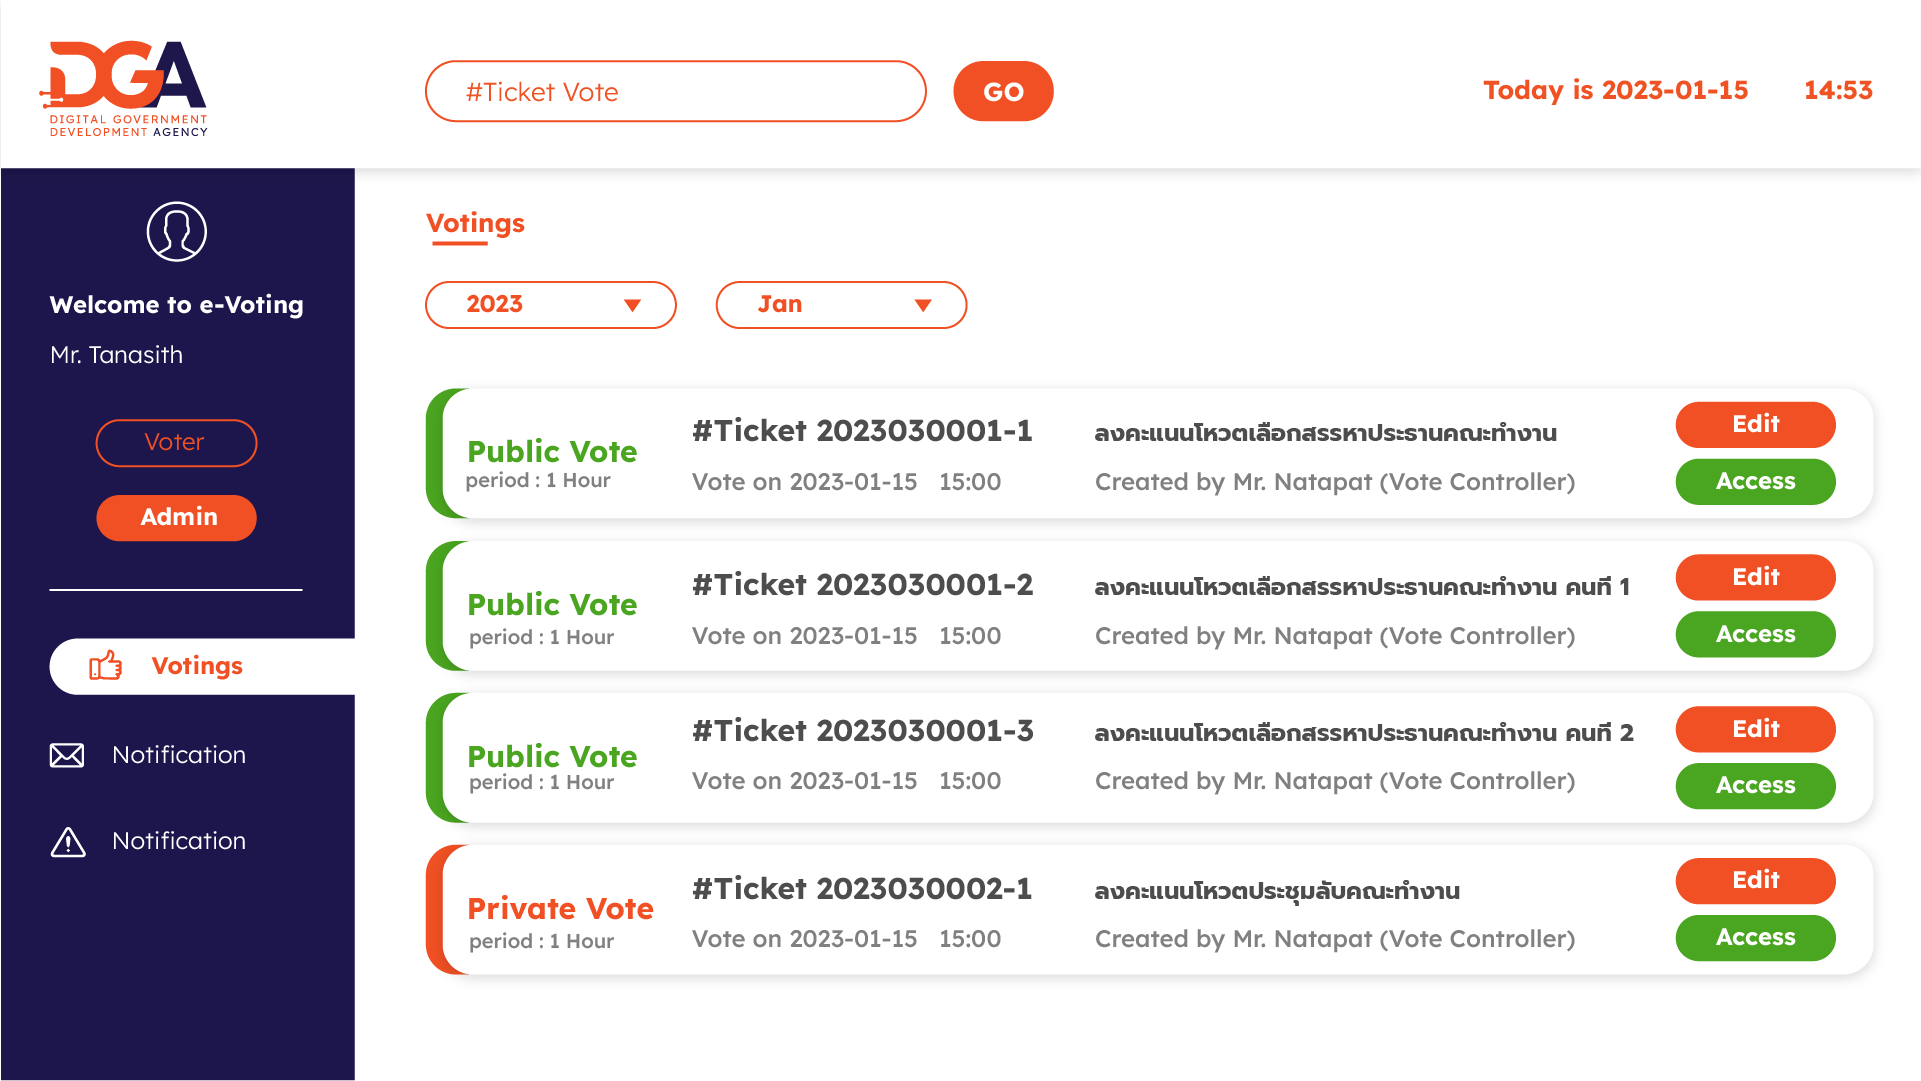 DGA
DIGITAL GOVERNMENT
DEVELOPMENT AGENCY
#Ticket Vote
GO
Today is 2023-01-15 14:53
Welcome to e-Voting
Mr. Tanasith
Voter
Admin
Votings
Notification
Notification
Votings
2023
Jan
Public Vote
period : 1 Hour
#Ticket 2023030001-1
Vote on 2023-01-15 15:00
ลงคะแนนโหวตเลือกสรรหาประธานคณะทำงาน
Created by Mr. Natapat (Vote Controller)
Edit
Access
Public Vote
period : 1 Hour
#Ticket 2023030001-2
Vote on 2023-01-15 15:00
ลงคะแนนโหวตเลือกสรรหาประธานคณะทำงาน คนที 1
Created by Mr. Natapat (Vote Controller)
Edit
Access
Public Vote
period : 1 Hour
#Ticket 2023030001-3
Vote on 2023-01-15 15:00
ลงคะแนนโหวตเลือกสรรหาประธานคณะทำงาน คนที 2
Created by Mr. Natapat (Vote Controller)
Edit
Access
Private Vote
period : 1 Hour
#Ticket 2023030002-1
Vote on 2023-01-15 15:00
ลงคะแนนโหวตประชุมลับคณะทำงาน
Created by Mr. Natapat (Vote Controller)
Edit
Access